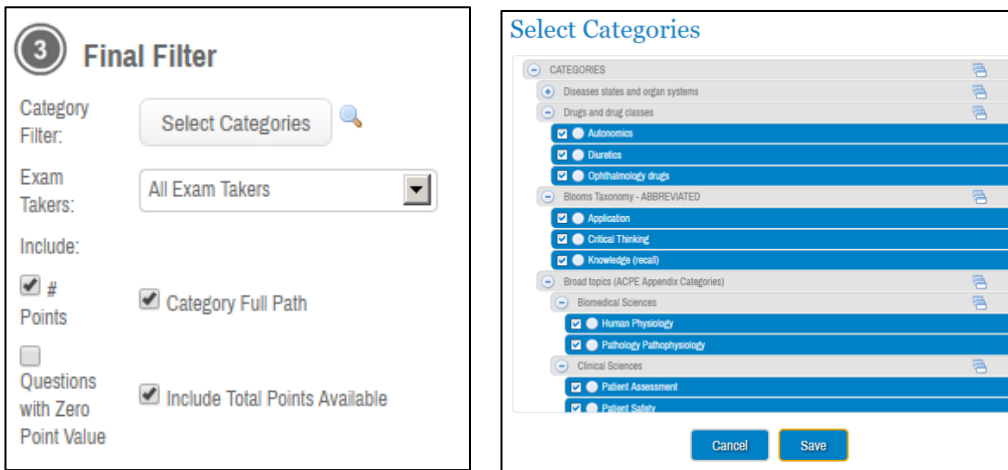 3 Final Filter
Category
Filter:
Select Categories
Exam
Takers:
All Exam Takers
Include:
#
Points
Category Full Path
Questions
with Zero
Point Value
Include Total Points Available
Select Categories
CATEGORIES
Diseases states and organ systems
Drugs and drug classes
Autonomics
Diuretics
Ophthalmology drugs
Blooms Taxonomy - ABBREVIATED
Application
Critical Thinking
Knowledge (recall)
Broad topics (ACPE Appendix Categories)
Biomedical Sciences
Human Physiology
Pathology Pathophysiology
Clinical Sciences
Patient Assessment
Patient Safety
Cancel
Save